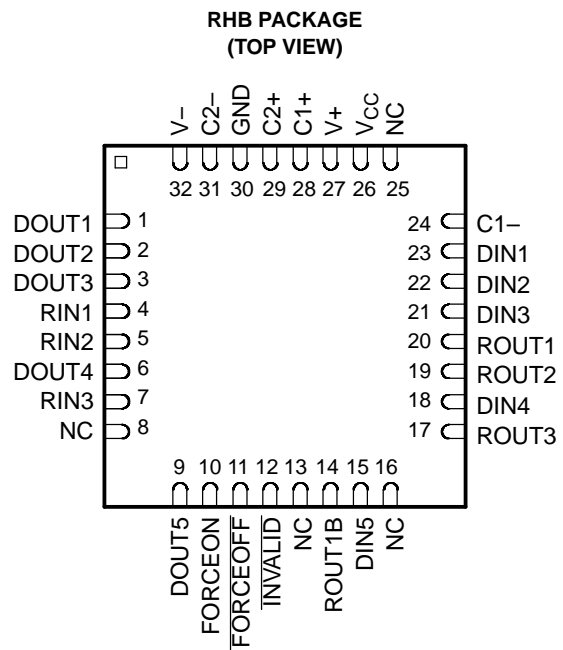 RHB PACKAGE
(TOP VIEW)
V– C2– GND C2+ C1+ V+ VCC NC
32 31 30 29 28 27 26 25
DOUT1 1
DOUT2 2
DOUT3 3
RIN1 4
RIN2 5
DOUT4 6
RIN3 7
NC 8
24 C1–
23 DIN1
22 DIN2
21 DIN3
20 ROUT1
19 ROUT2
18 DIN4
17 ROUT3
9 10 11 12 13 14 15 16
DOUT5 FORCEON FORCEOFF INVALID NC ROUT1B DIN5 NC